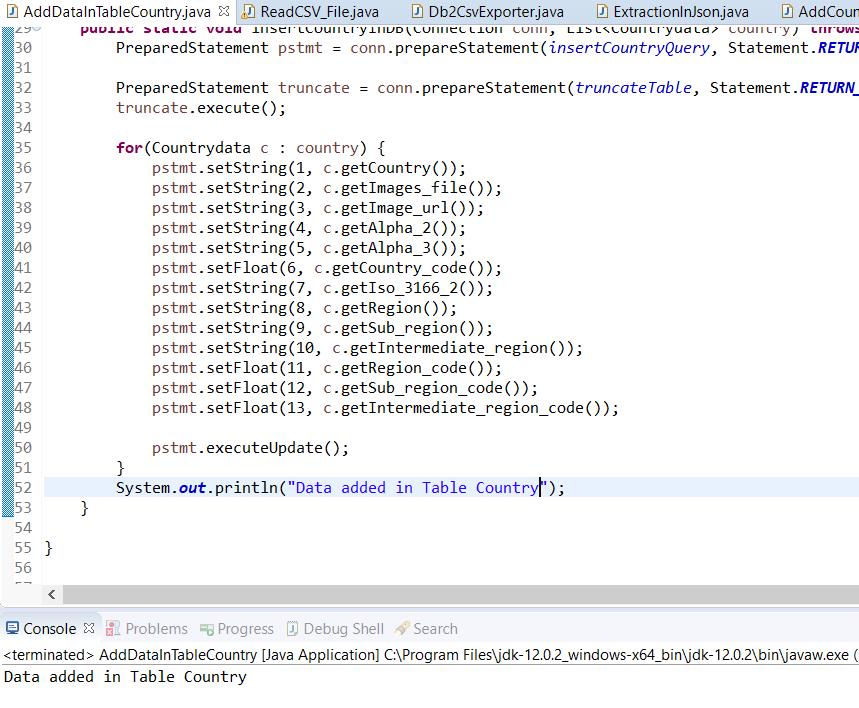 AddDataInTableCountry.java ReadCSV_File.java Db2CsvExporter.java ExtractionInJson.java AddCoun
29 public static void insertCountryInDB(Connection conn, List<Countrydata> country) throws
30 PreparedStatement pstmt = conn.prepareStatement(insertCountryQuery, Statement.RETUR
31
32 PreparedStatement truncate = conn.prepareStatement(truncateTable, Statement.RETURN_
33 truncate.execute();
34
35 for(Countrydata c : country) {
36 pstmt.setString(1, c.getCountry());
37 pstmt.setString(2, c.getImages_file());
38 pstmt.setString(3, c.getImage_url());
39 pstmt.setString(4, c.getAlpha_2());
40 pstmt.setString(5, c.getAlpha_3());
41 pstmt.setFloat(6, c.getCountry_code());
42 pstmt.setString(7, c.getIso_3166_2());
43 pstmt.setString(8, c.getRegion());
44 pstmt.setString(9, c.getSub_region());
45 pstmt.setString(10, c.getIntermediate_region());
46 pstmt.setFloat(11, c.getRegion_code());
47 pstmt.setFloat(12, c.getSub_region_code());
48 pstmt.setFloat(13, c.getIntermediate_region_code());
49
50 pstmt.executeUpdate();
51 }
52 System.out.println("Data added in Table Country");
53 }
54
55 }
56
Console Problems Progress Debug Shell Search
<terminated> AddDataInTableCountry [Java Application] C:\Program Files\jdk-12.0.2_windows-x64_bin\jdk-12.0.2\bin\javaw.exe (
Data added in Table Country